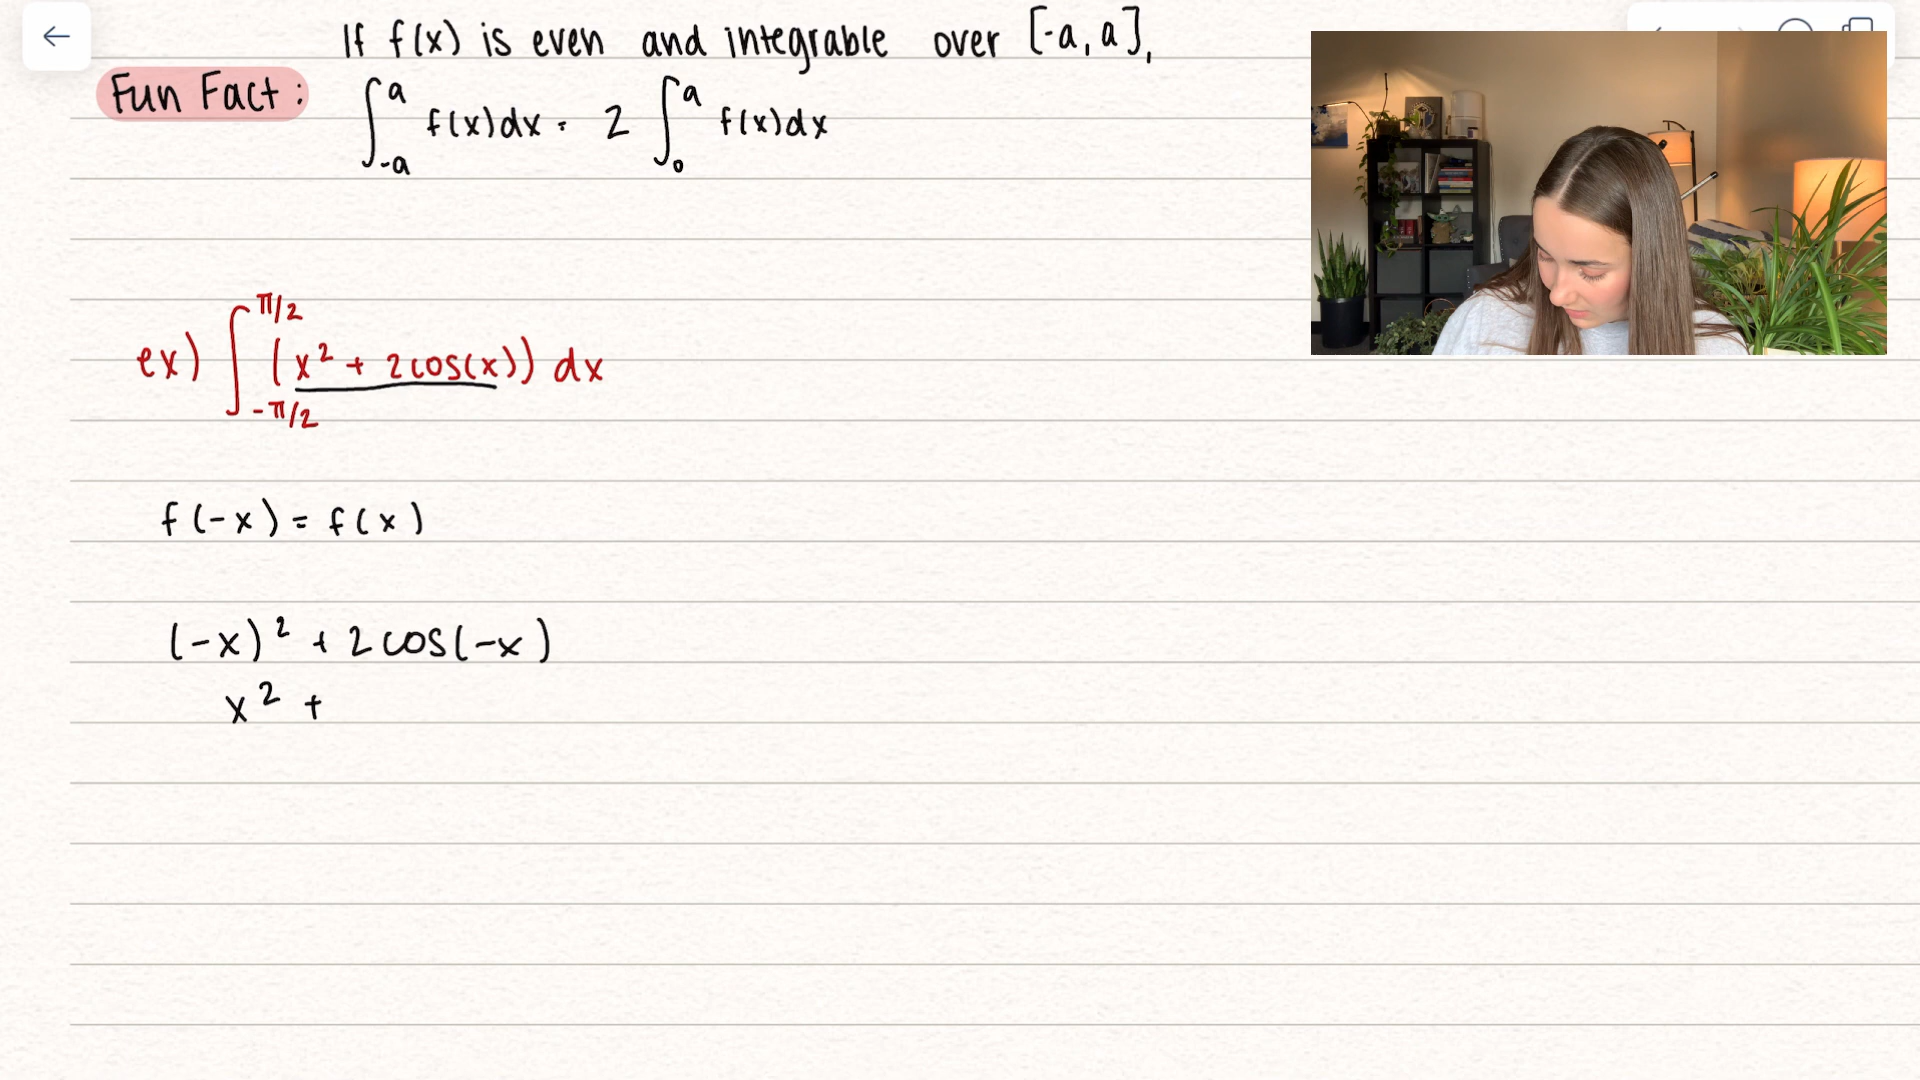 If f(x) is even and integrable over [-a, a],
Fun Fact:
∫_{-a}^{a} f(x)dx = 2 ∫_{0}^{a} f(x)dx
ex) ∫_{-π/2}^{π/2} (x² + 2cos(x)) dx
f(-x) = f(x)
(-x)² + 2cos(-x)
x² +